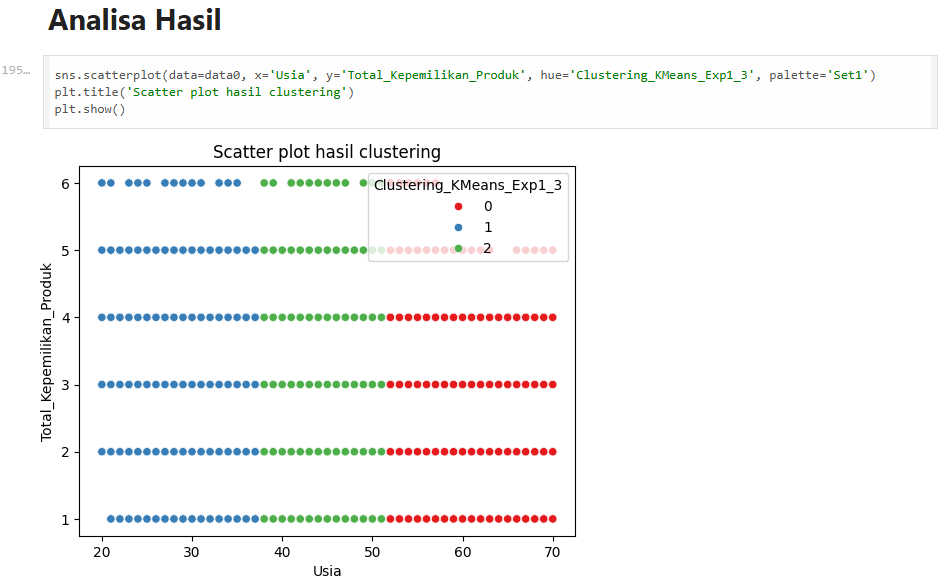 Analisa Hasil
195…
sns.scatterplot(data=data0, x='Usia', y='Total_Kepemilikan_Produk', hue='Clustering_KMeans_Exp1_3', palette='Set1')
plt.title('Scatter plot hasil clustering')
plt.show()
Scatter plot hasil clustering
Clustering_KMeans_Exp1_3
0
1
2
Total_Kepemilikan_Produk
6
5
4
3
2
1
20 30 40 50 60 70
Usia